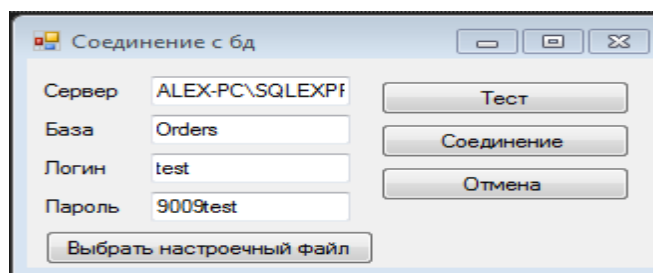 Соединение с бд
Сервер ALEX-PC\SQLEXPF Тест
База Orders Соединение
Логин test Отмена
Пароль 9009test
Выбрать настроечный файл